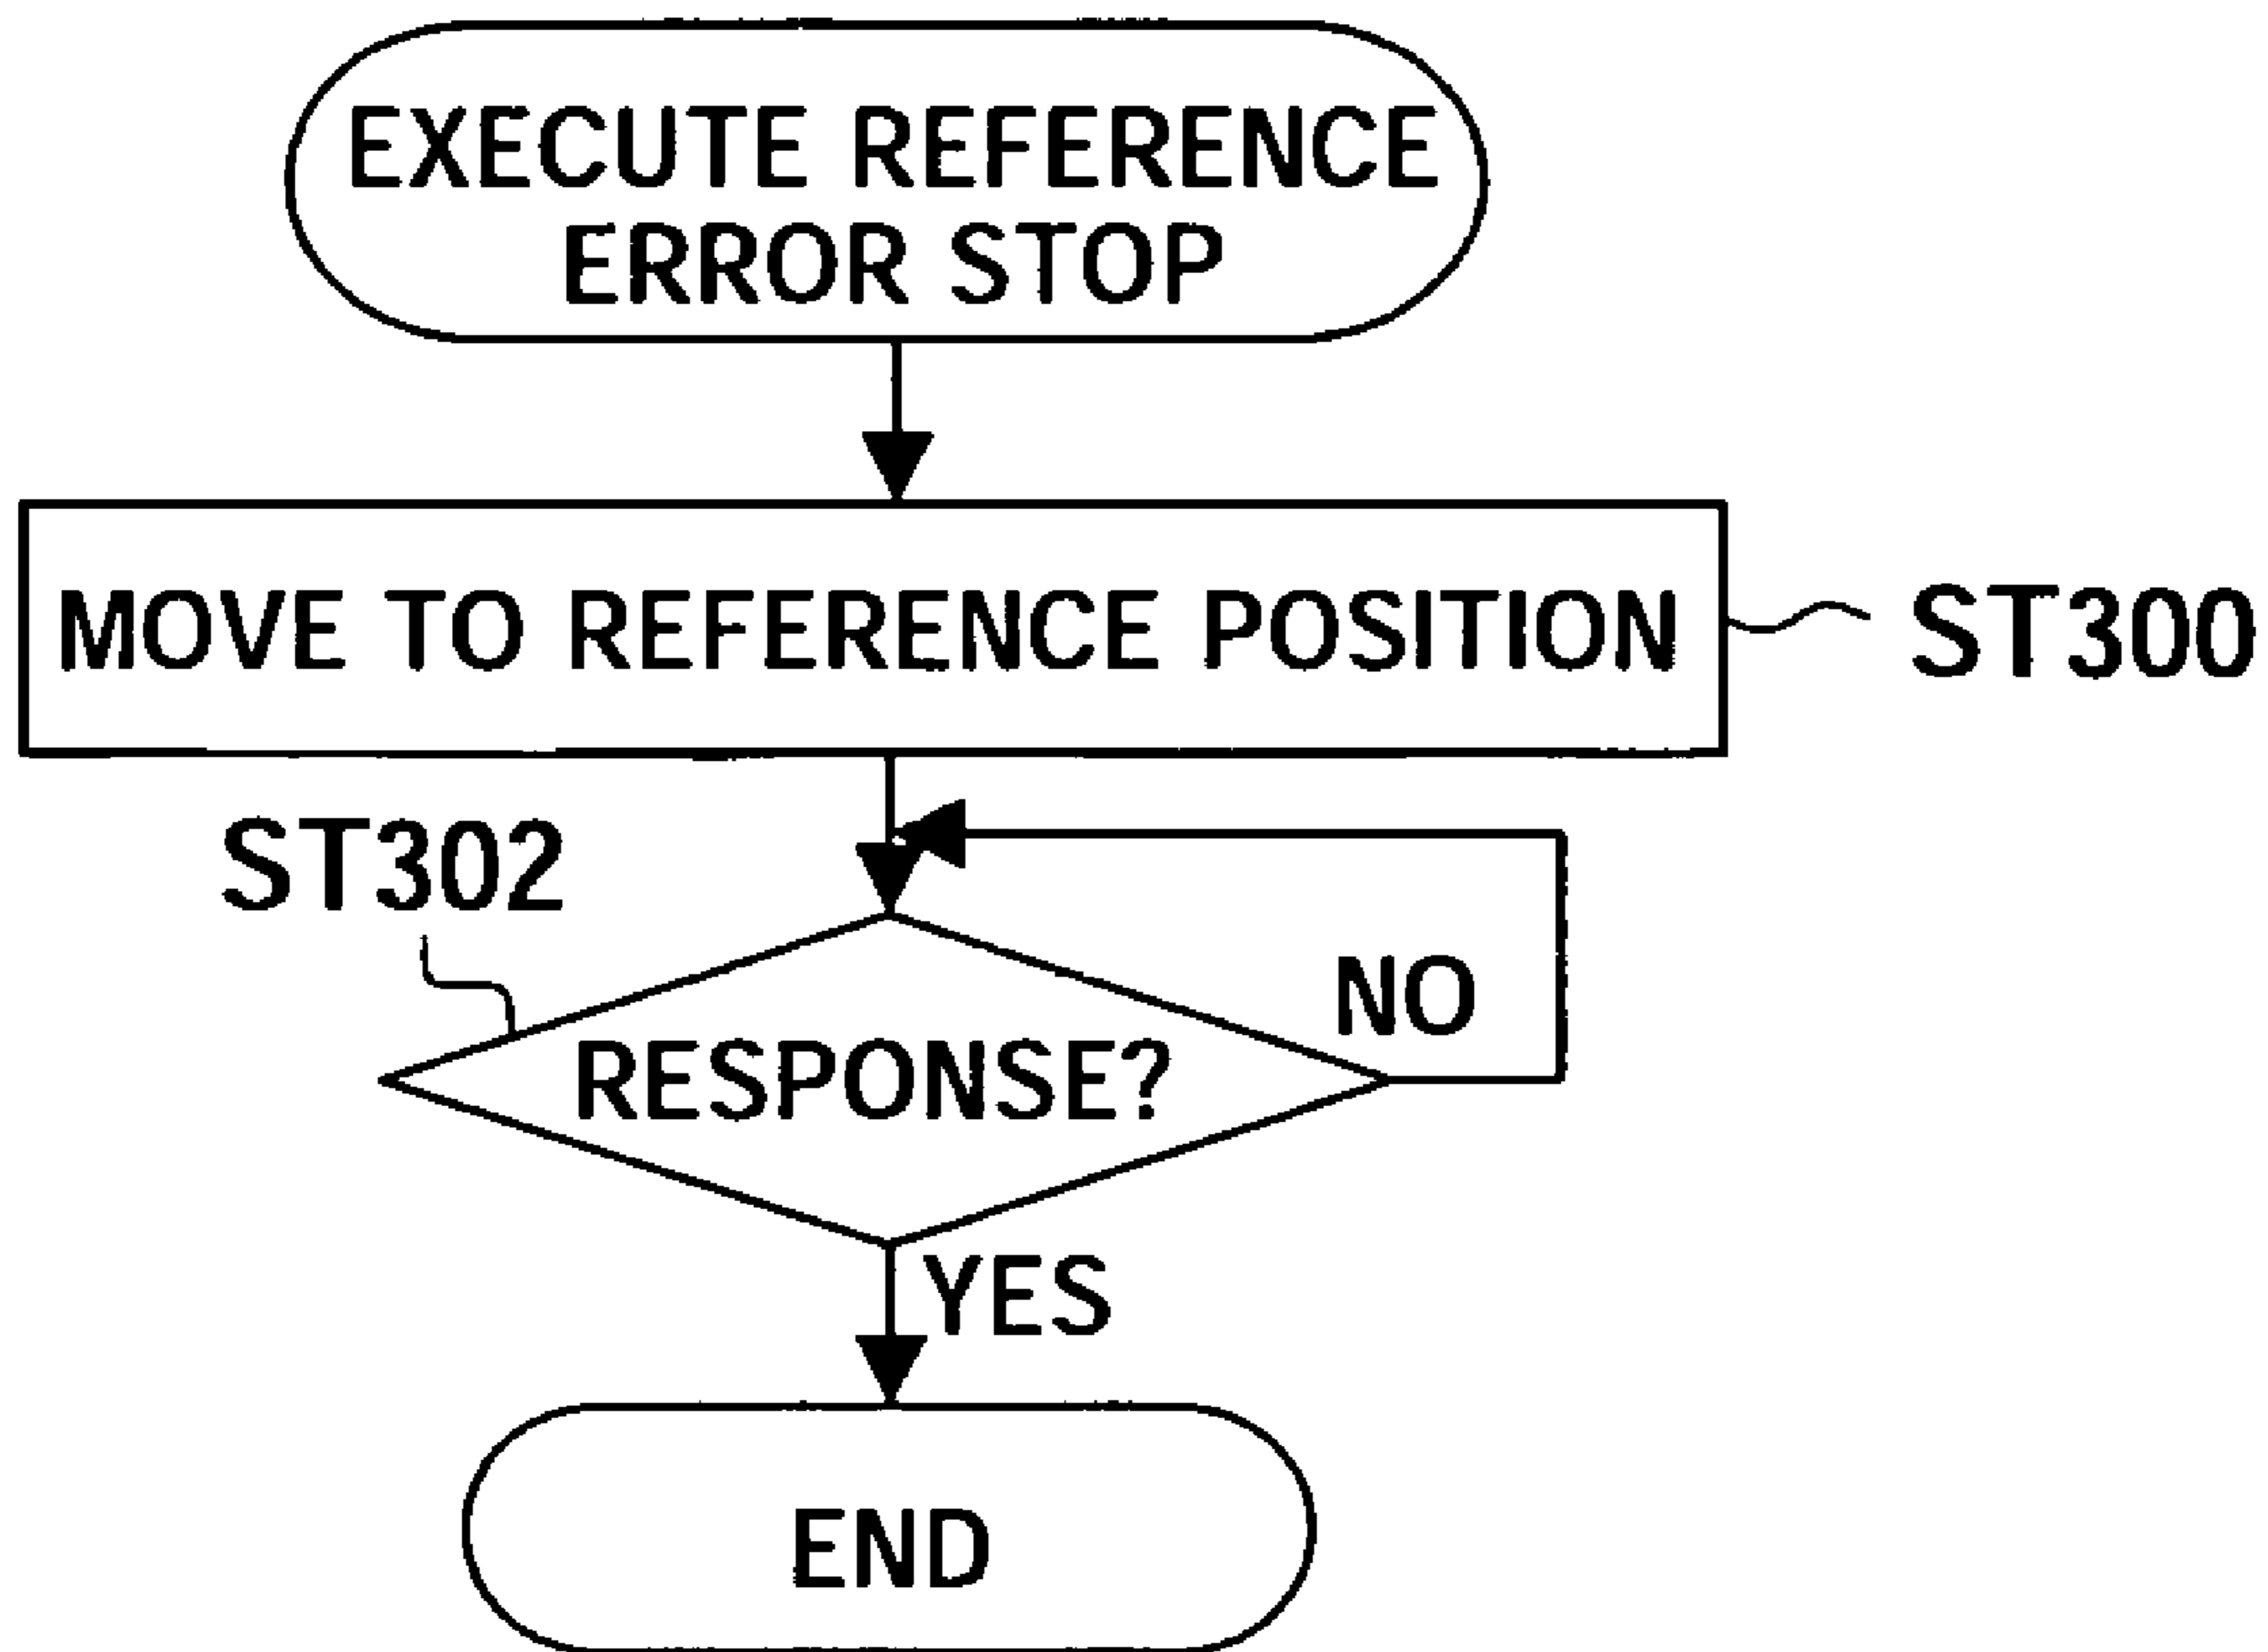 EXECUTE REFERENCE
ERROR STOP
MOVE TO REFERENCE POSITION
ST300
ST302
NO
RESPONSE?
YES
END